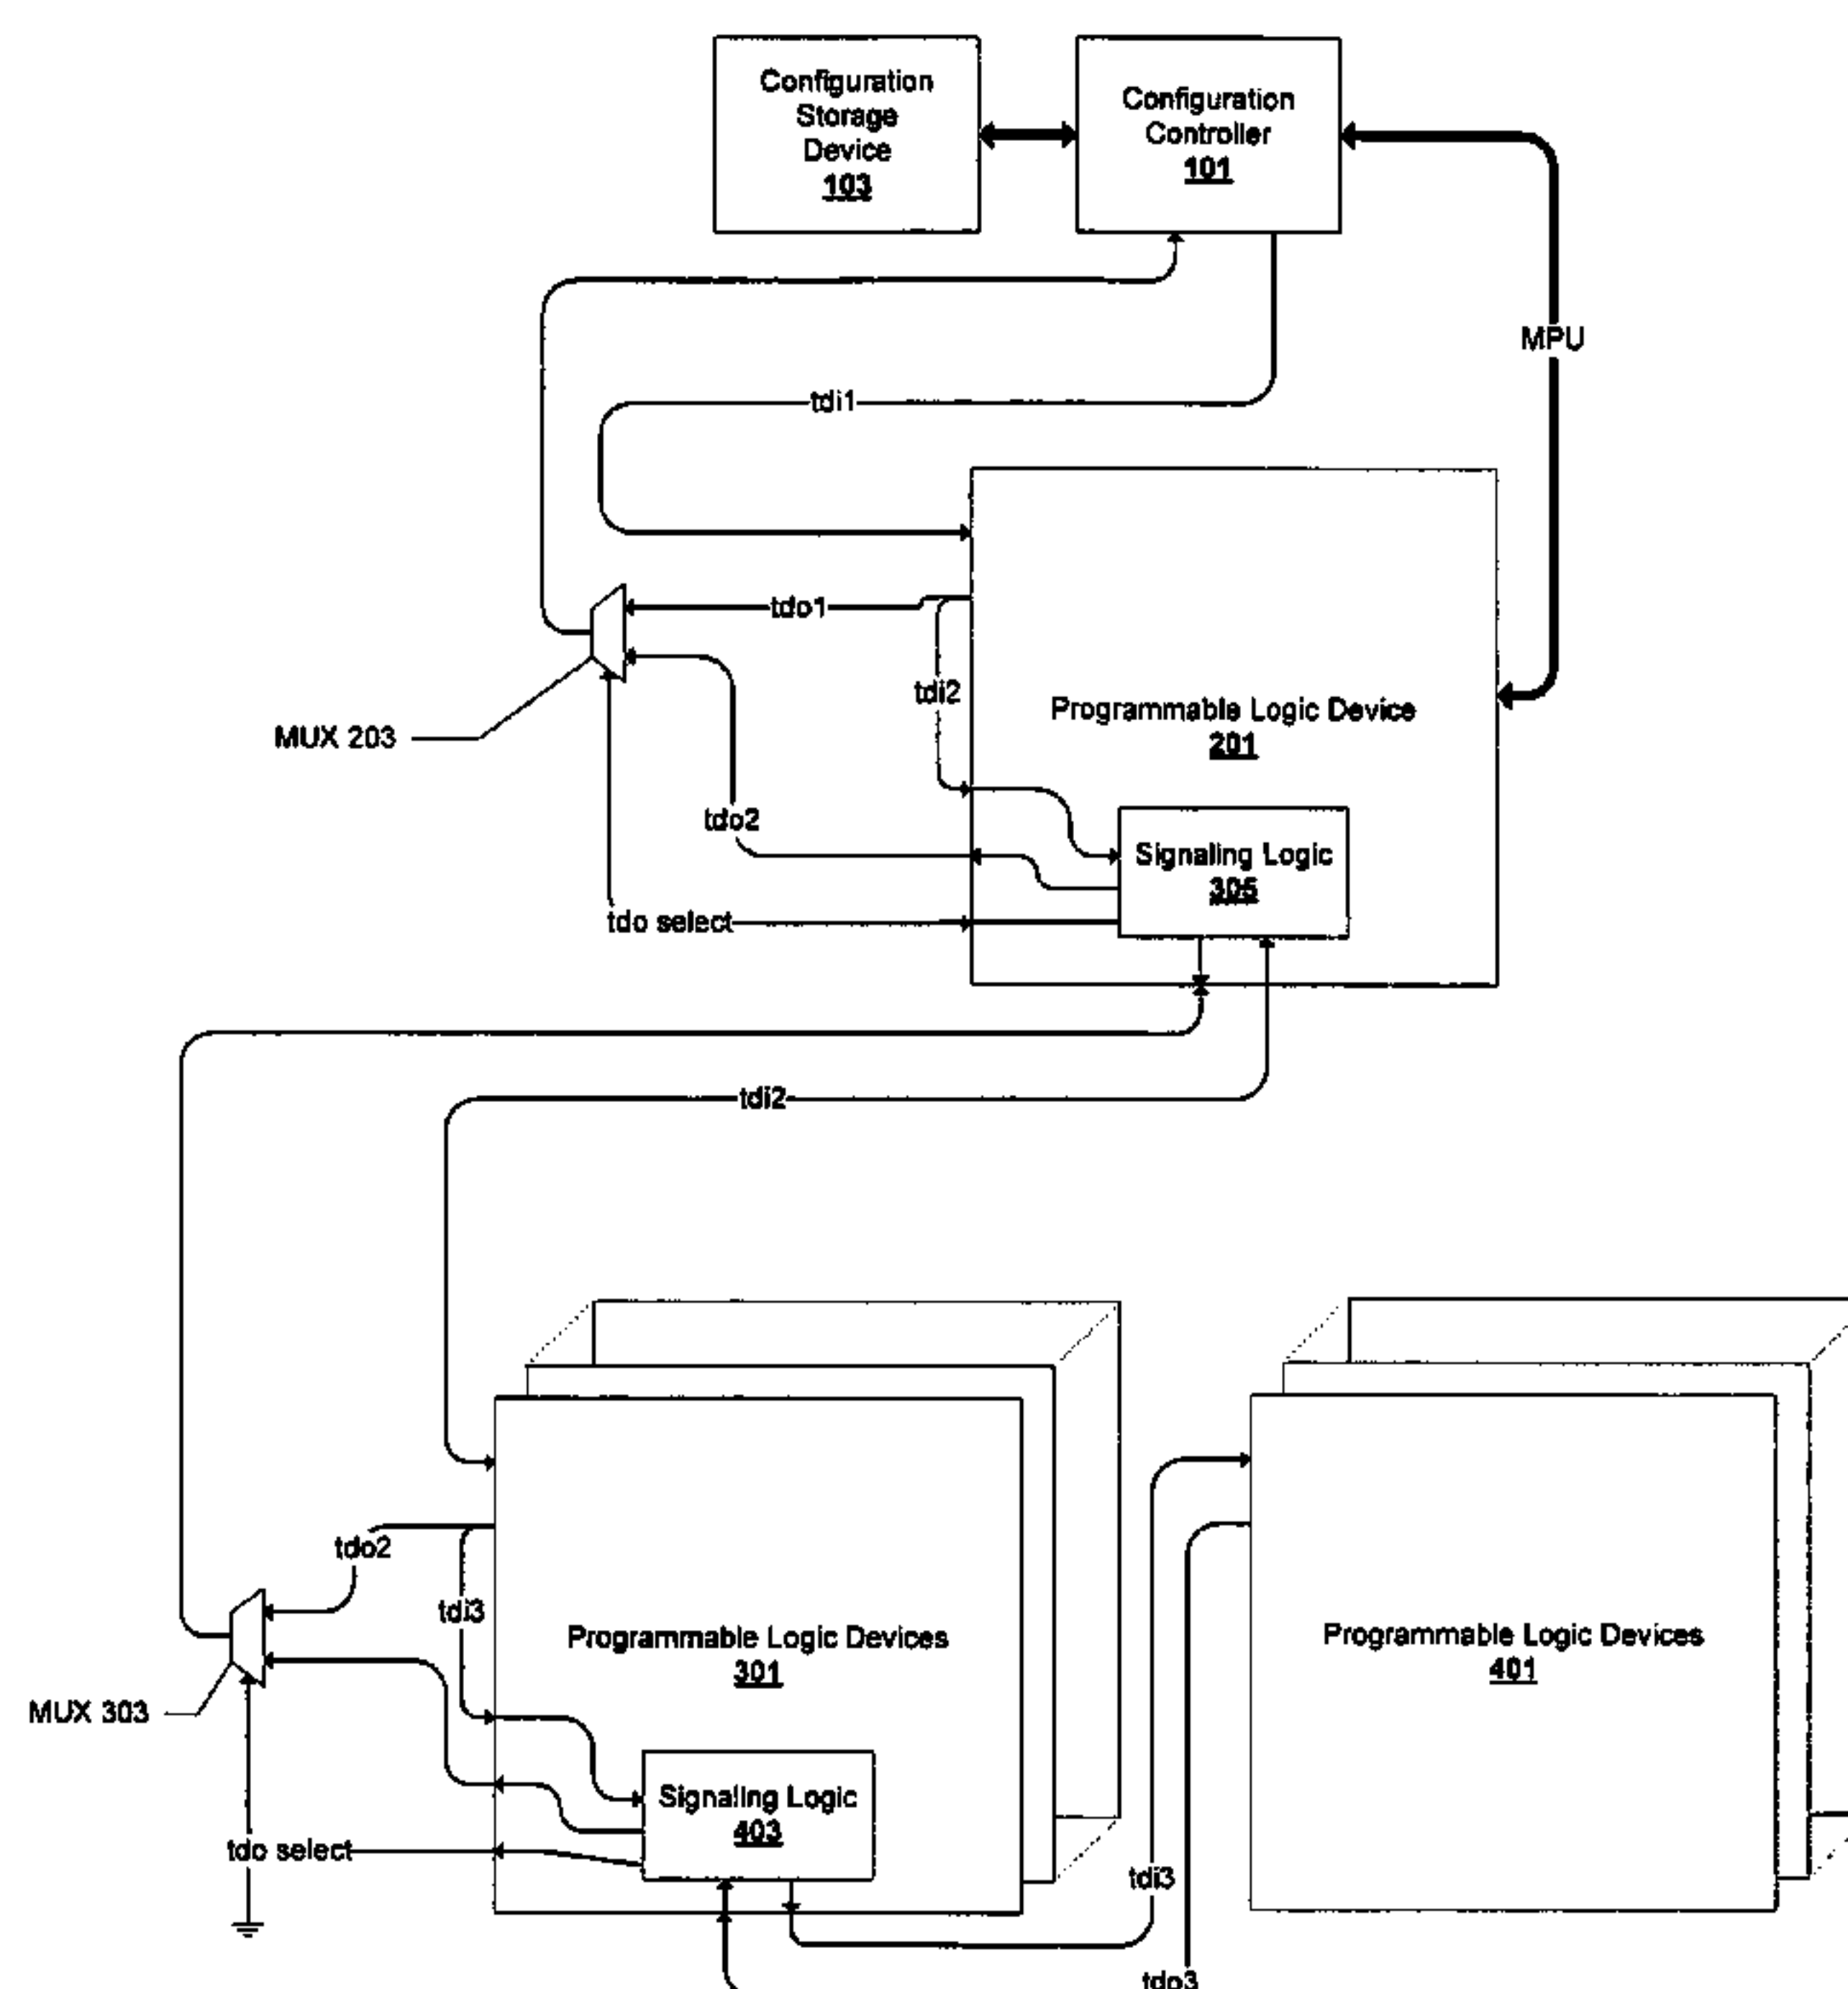 Configuration
Storage
Device
103
Configuration
Controller
101
MPU
tdi1
tdo1
tdi2
Programmable Logic Device
201
MUX 203
tdo2
Signaling Logic
305
tdo select
tdi2
tdo2
tdi3
Programmable Logic Devices
301
Programmable Logic Devices
401
MUX 303
Signaling Logic
403
tdo select
tdi3
tdo3